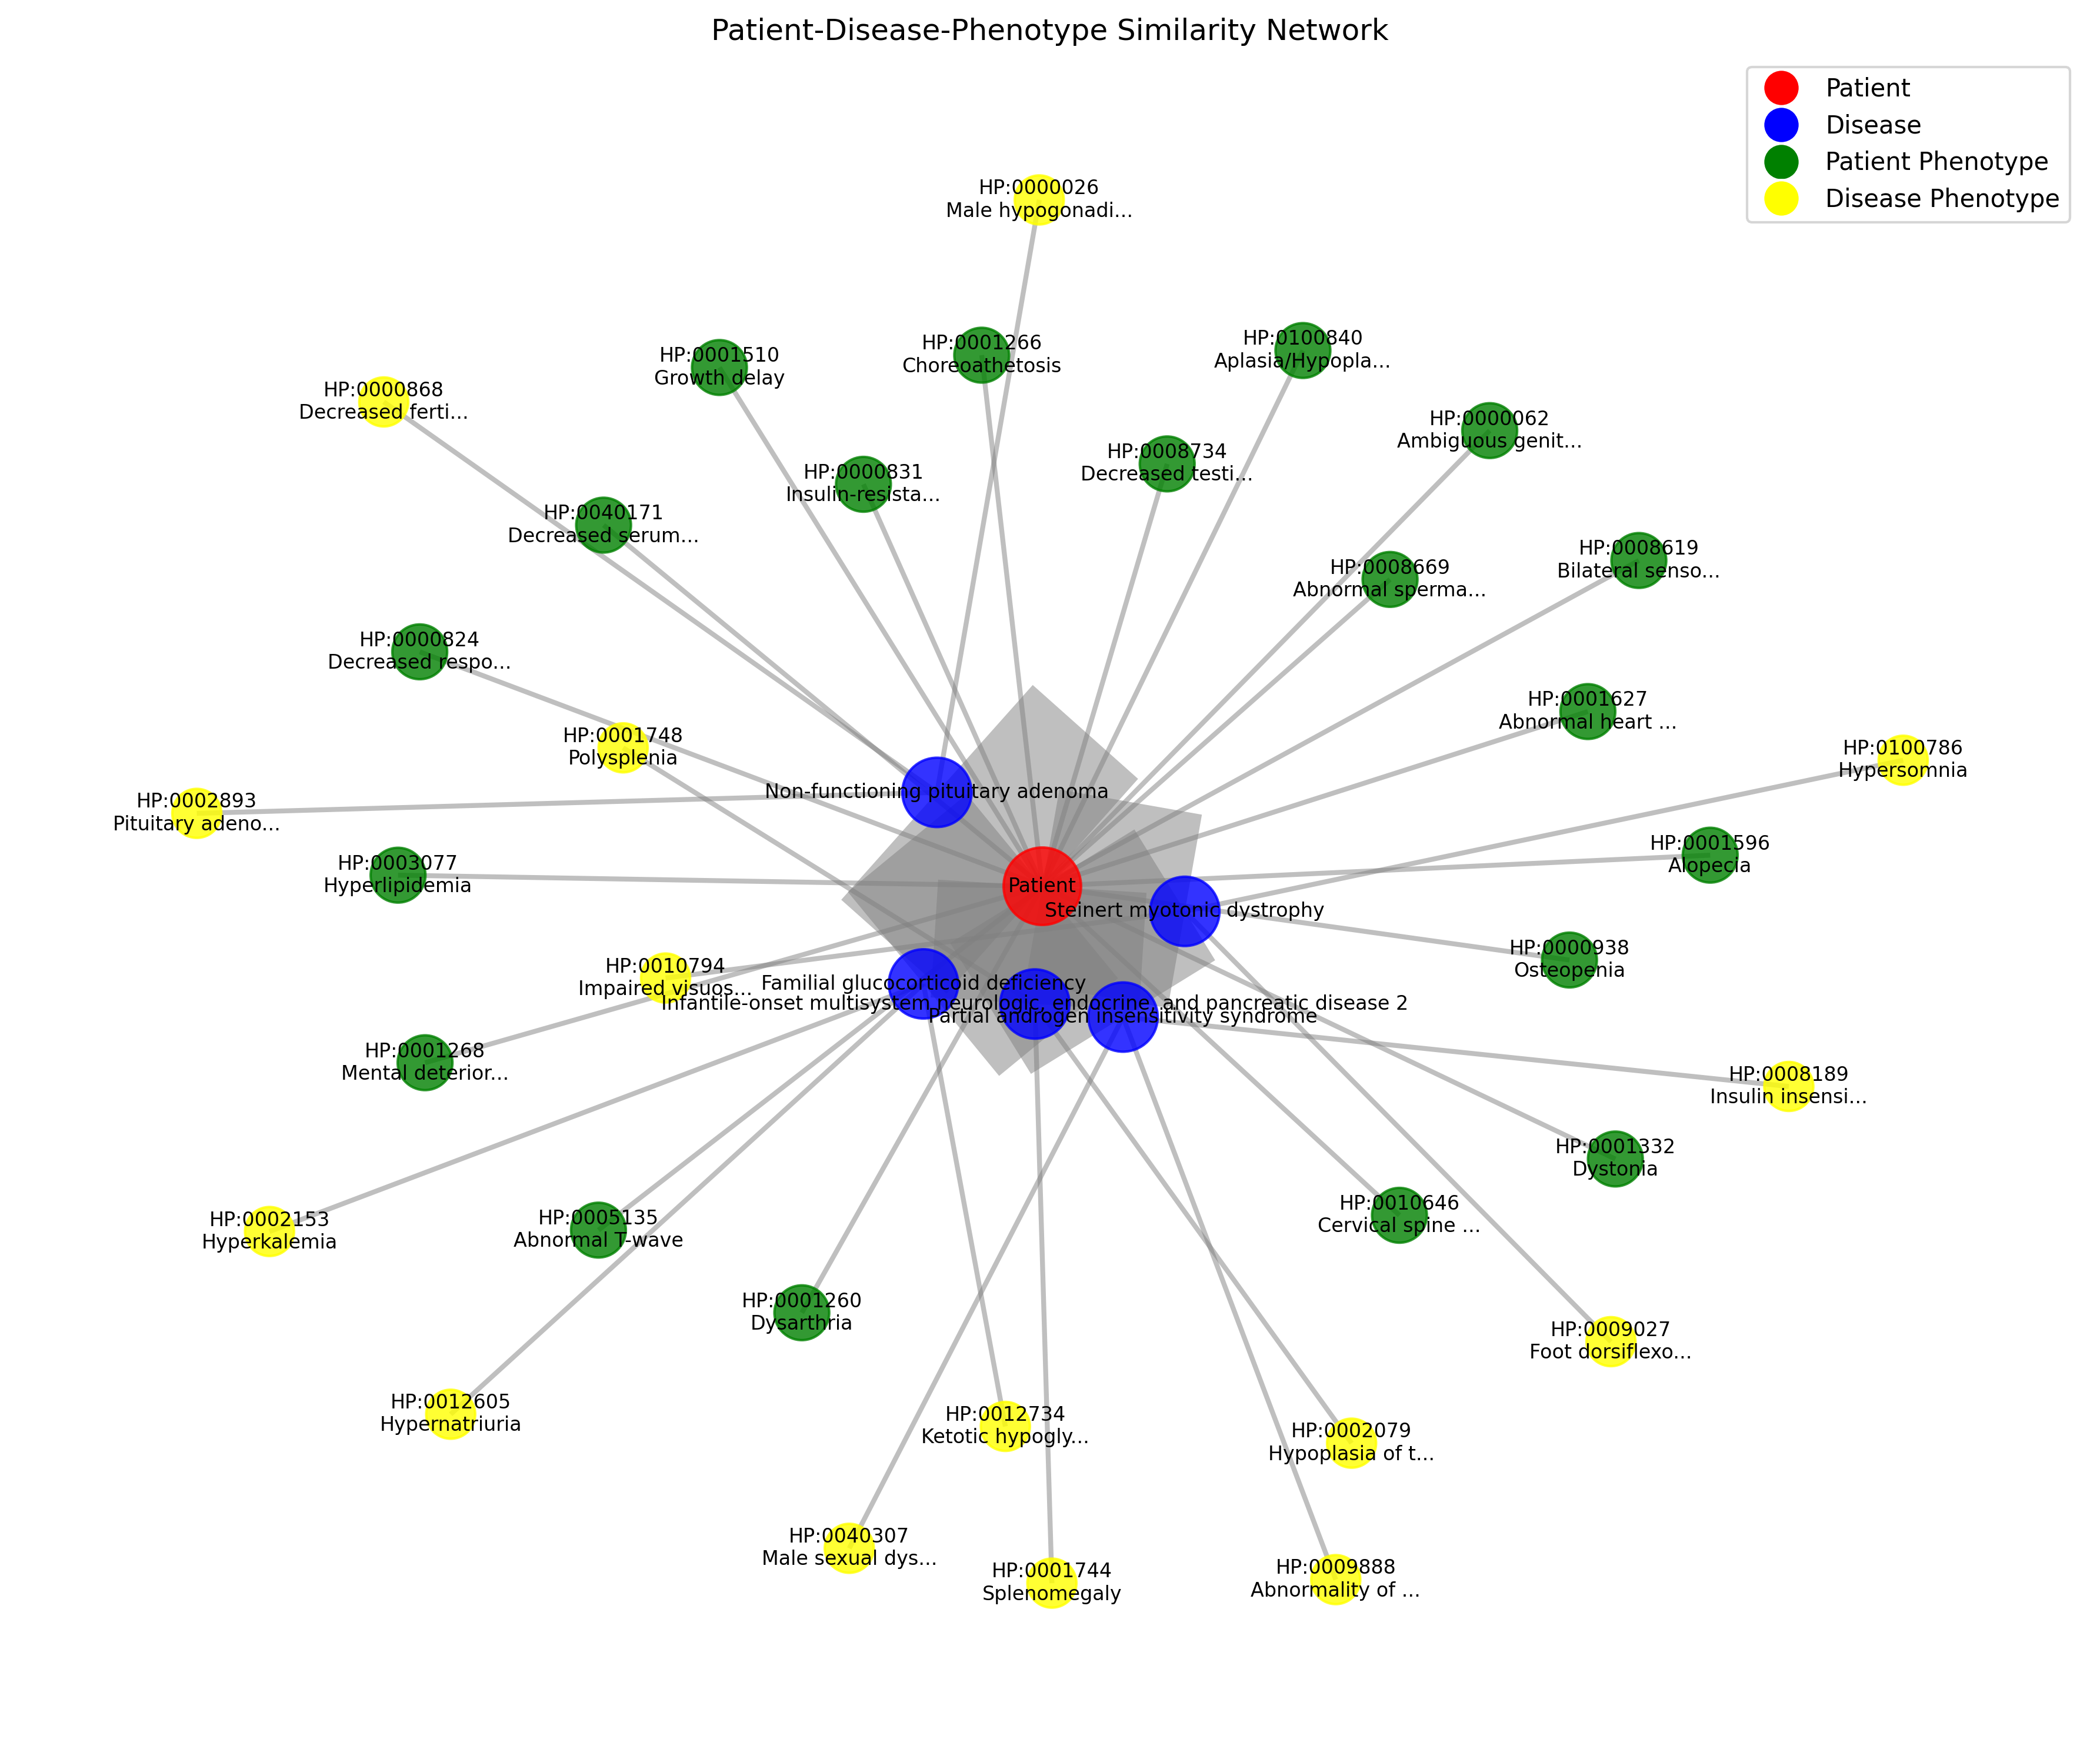 Patient-Disease-Phenotype Similarity Network
Patient
Disease
Patient Phenotype
Disease Phenotype
HP:0000026
Male hypogonadi...
HP:0001266
Choreoathetosis
HP:0100840
Aplasia/Hypopla...
HP:0001510
Growth delay
HP:0000868
Decreased ferti...
HP:0000062
Ambiguous genit...
HP:0008734
Decreased testi...
HP:0000831
Insulin-resista...
HP:0040171
Decreased serum...
HP:0008619
Bilateral senso...
HP:0008669
Abnormal sperma...
HP:0000824
Decreased respo...
HP:0001627
Abnormal heart ...
HP:0001748
Polysplenia
HP:0100786
Hypersomnia
Non-functioning pituitary adenoma
HP:0002893
Pituitary adeno...
HP:0001596
Alopecia
HP:0003077
Hyperlipidemia
Patient
Steinert myotonic dystrophy
HP:0000938
Osteopenia
HP:0010794
Impaired visuos...
Familial glucocorticoid deficiency
Infantile-onset multisystem neurologic, endocrine, and pancreatic disease 2
Partial androgen insensitivity syndrome
HP:0001268
Mental deterior...
HP:0008189
Insulin insensi...
HP:0001332
Dystonia
HP:0010646
Cervical spine ...
HP:0002153
Hyperkalemia
HP:0005135
Abnormal T-wave
HP:0001260
Dysarthria
HP:0009027
Foot dorsiflexo...
HP:0012605
Hypernatriuria
HP:0012734
Ketotic hypogly...
HP:0002079
Hypoplasia of t...
HP:0040307
Male sexual dys...
HP:0001744
Splenomegaly
HP:0009888
Abnormality of ...